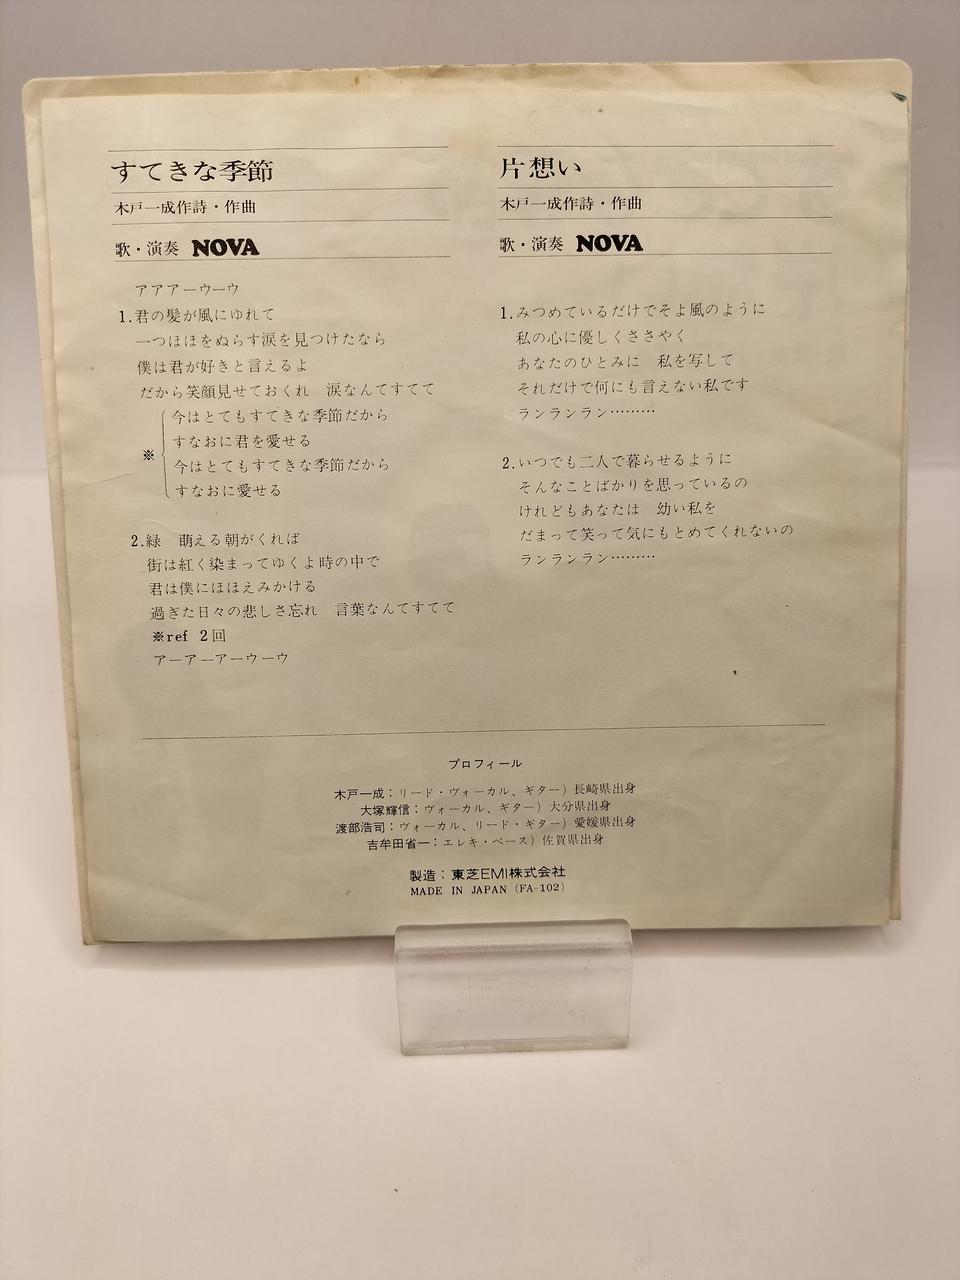 すてきな季節
木戸一成作詩・作曲
歌・演奏 NOVA
アアアーウーウ
1.君の髪が風にゆれて
一つほほをぬらす涙を見つけたなら
僕は君が好きと言えるよ
だから笑顔見せておくれ　涙なんてすてて
※
今はとてもすてきな季節だから
すなおに君を愛せる
今はとてもすてきな季節だから
すなおに愛せる
2.緑　萌える朝がくれば
街は紅く染まってゆくよ時の中で
君は僕にほほえみかける
過ぎた日々の悲しさ忘れ　言葉なんてすてて
※ref 2回
アーアーアーウーウ
片想い
木戸一成作詩・作曲
歌・演奏 NOVA
1.みつめているだけでそよ風のように
私の心に優しくささやく
あなたのひとみに　私を写して
それだけで何にも言えない私です
ランランラン………
2.いつでも二人で暮らせるように
そんなことばかりを思っているの
けれどもあなたは　幼い私を
だまって笑って気にもとめてくれないの
ランランラン………
プロフィール
木戸一成：リード・ヴォーカル、ギター）長崎県出身
大塚輝信：ヴォーカル、ギター）大分県出身
渡部浩司：ヴォーカル、リード・ギター）愛媛県出身
吉牟田省一：エレキ・ベース）佐賀県出身
製造：東芝EMI株式会社
MADE IN JAPAN (FA-102)